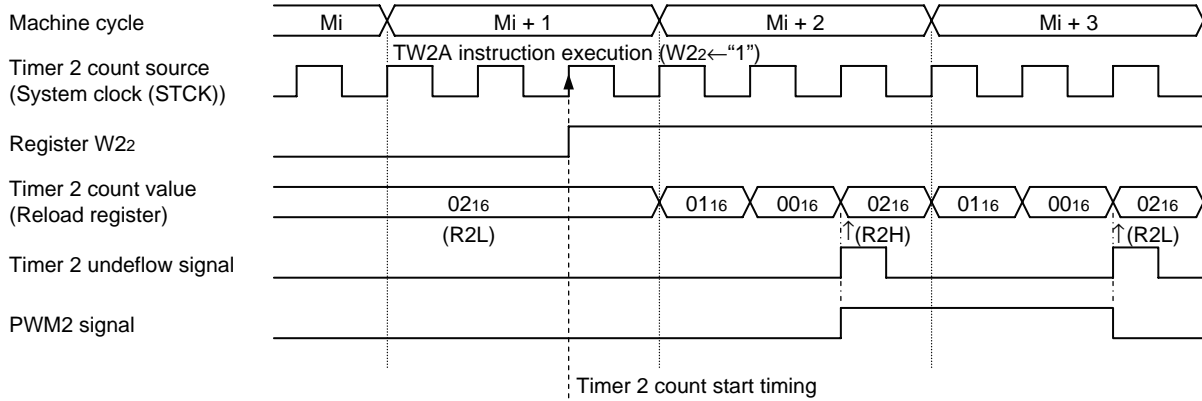 Machine cycle
Mi
Mi + 1
Mi + 2
Mi + 3
TW2A instruction execution (W22←“1”)
Timer 2 count source
(System clock (STCK))
Register W22
Timer 2 count value
(Reload register)
0216
0116
0016
0216
0116
0016
0216
(R2L)
↑(R2H)
↑(R2L)
Timer 2 undeflow signal
PWM2 signal
Timer 2 count start timing